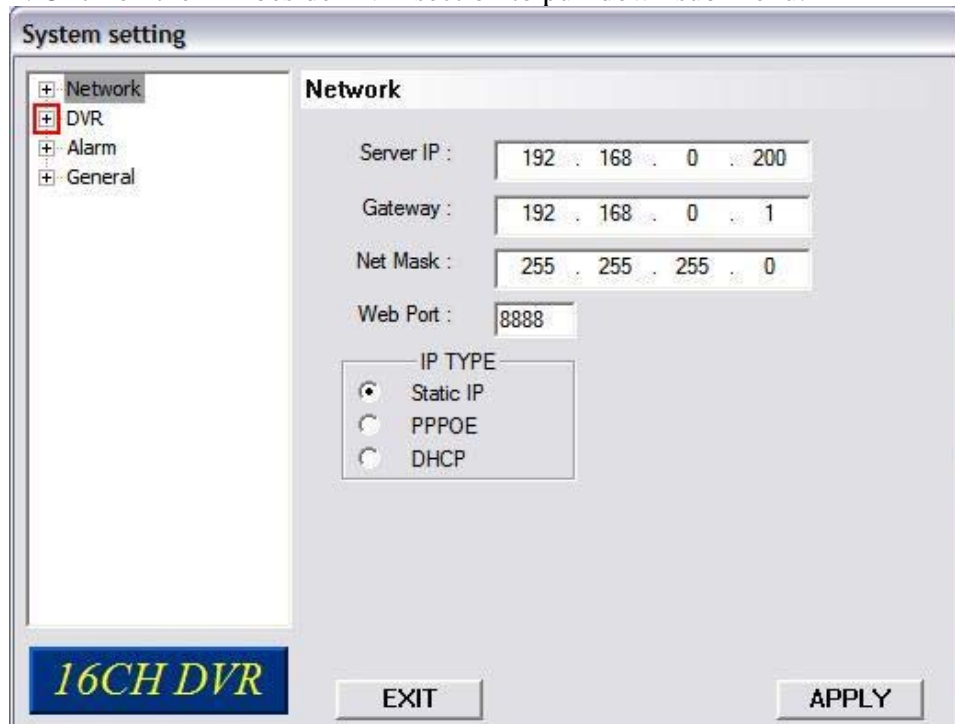 System setting
Network
DVR
Alarm
General
Network
Server IP : 192 . 168 . 0 . 200
Gateway : 192 . 168 . 0 . 1
Net Mask : 255 . 255 . 255 . 0
Web Port : 8888
IP TYPE
Static IP
PPPOE
DHCP
16CH DVR
EXIT
APPLY